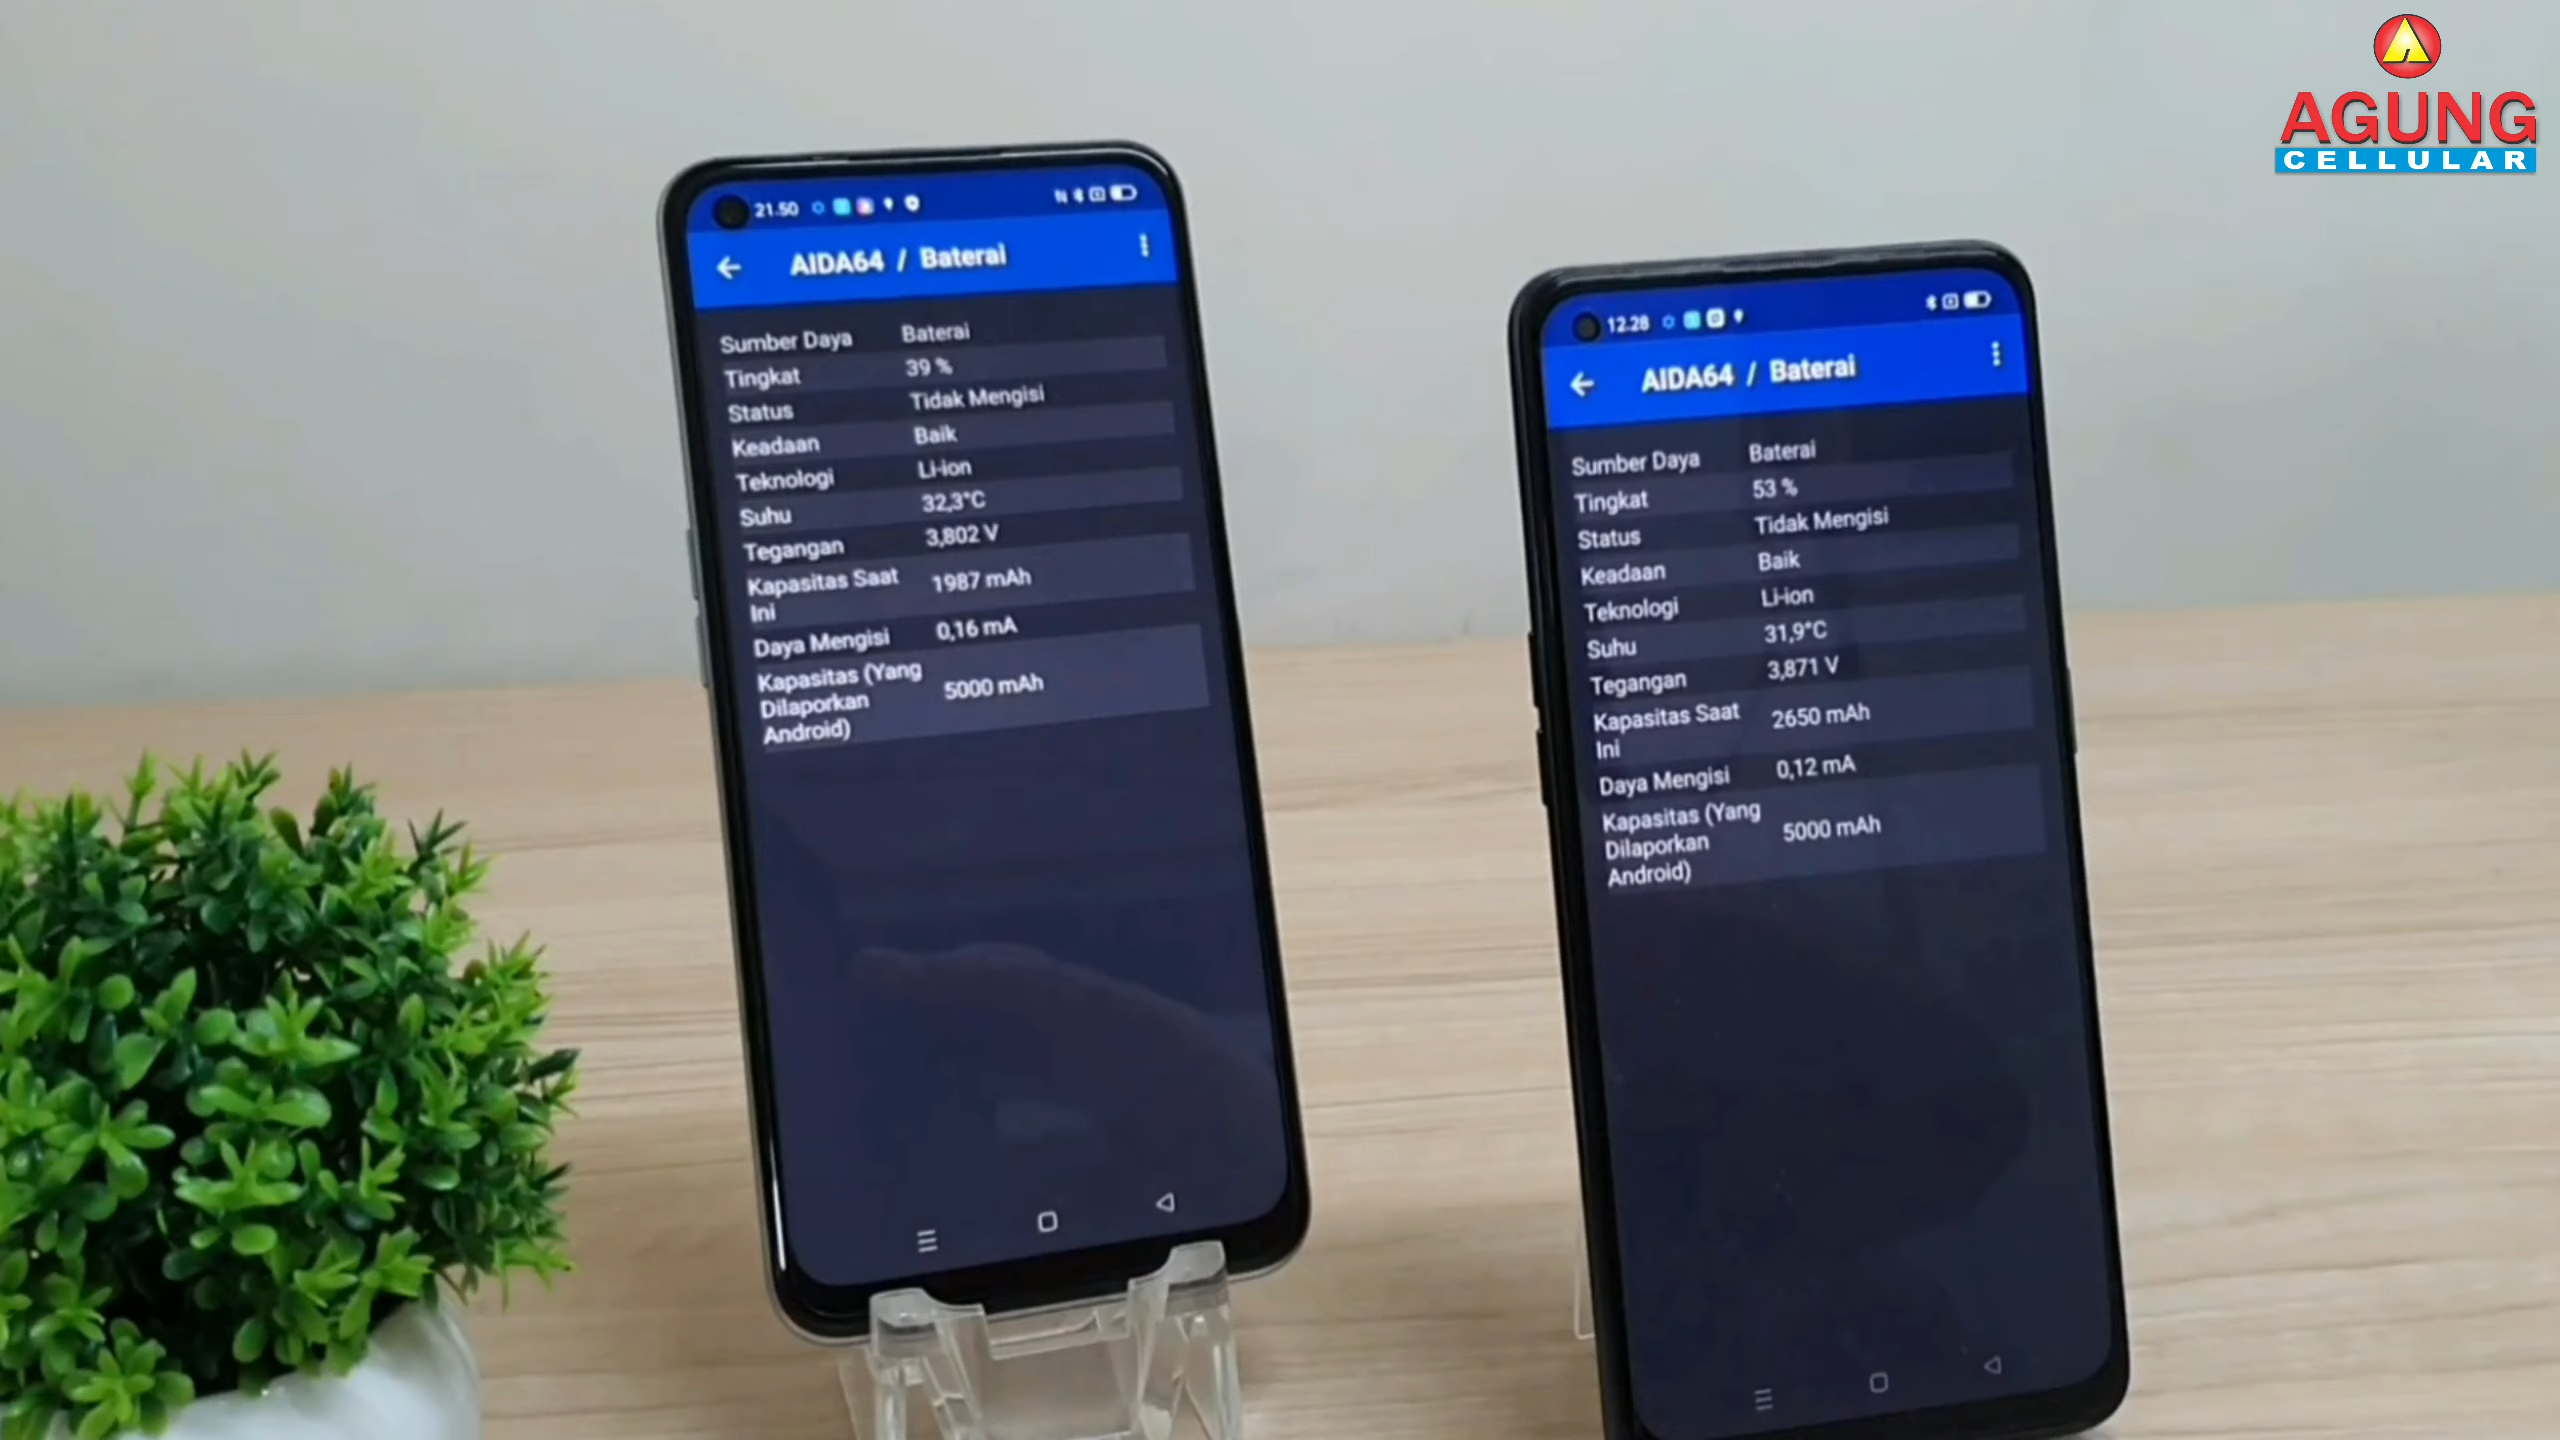 AGUNG
CELLULAR
21.50
AIDA64 / Baterai
Sumber Daya Baterai
Tingkat 39 %
Status Tidak Mengisi
Keadaan Baik
Teknologi Li-ion
Suhu 32,3°C
Tegangan 3,802 V
Kapasitas Saat
Ini 1987 mAh
Daya Mengisi 0,16 mA
Kapasitas (Yang
Dilaporkan 5000 mAh
Android)
12.28
AIDA64 / Baterai
Sumber Daya Baterai
Tingkat 53 %
Status Tidak Mengisi
Keadaan Baik
Teknologi Li-ion
Suhu 31,9°C
Tegangan 3,871 V
Kapasitas Saat
Ini 2650 mAh
Daya Mengisi 0,12 mA
Kapasitas (Yang
Dilaporkan 5000 mAh
Android)